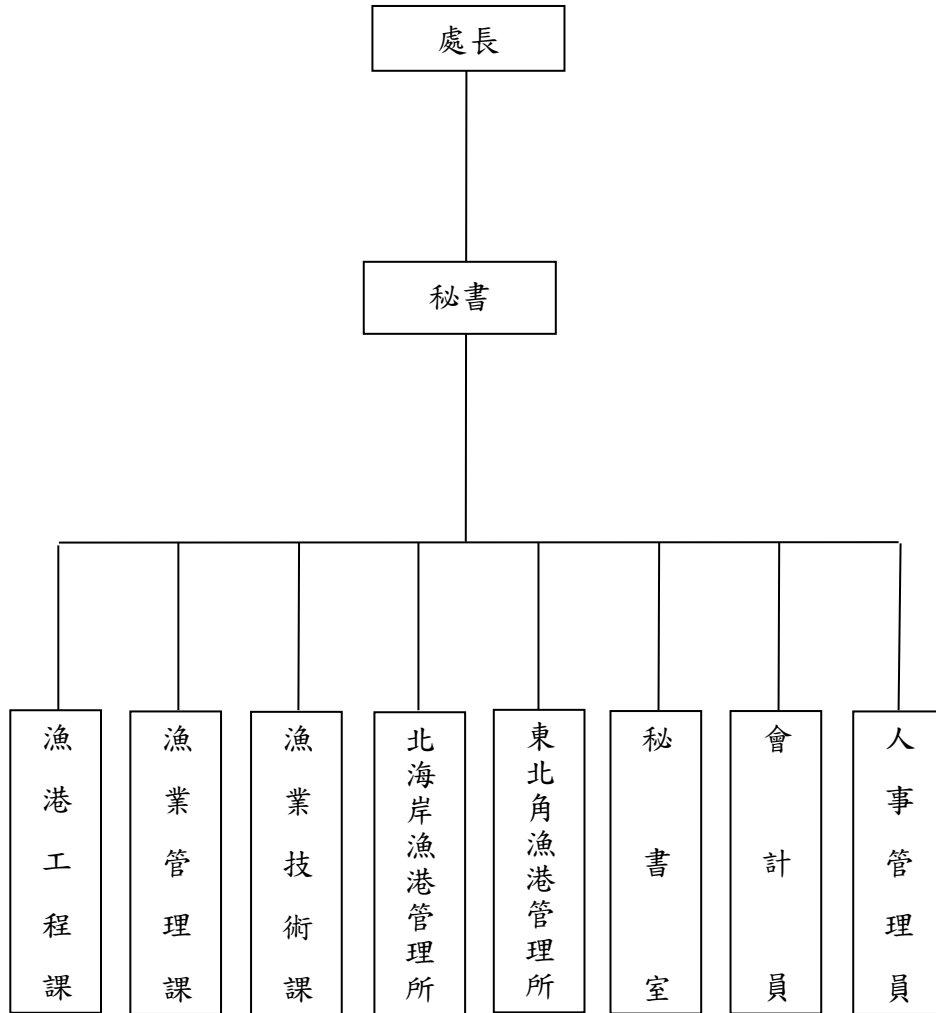 處長
秘書
漁港工程課
漁業管理課
漁業技術課
北海岸漁港管理所
東北角漁港管理所
秘書室
會計員
人事管理員